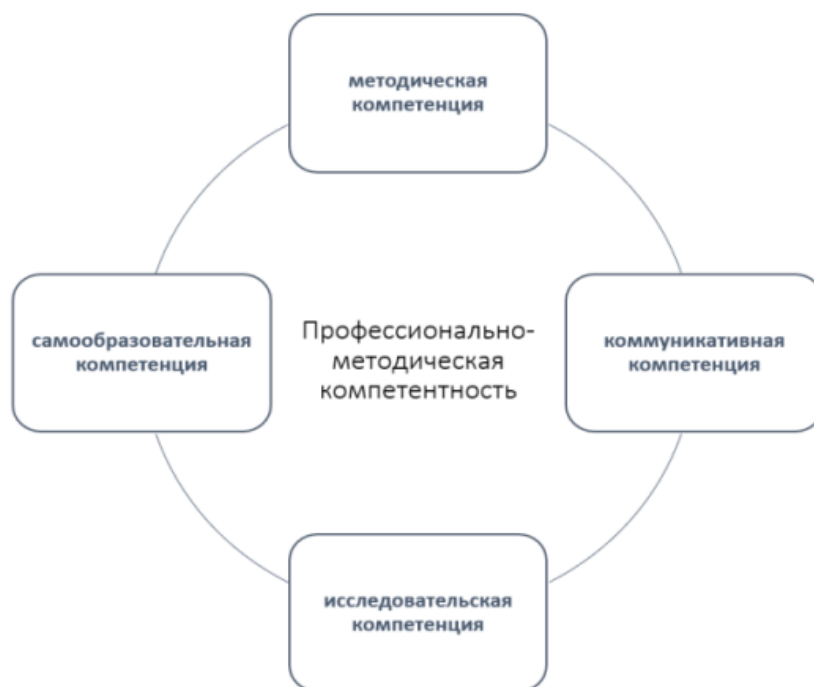 методическая
компетенция
самообразовательная
компетенция
Профессионально-
методическая
компетентность
коммуникативная
компетенция
исследовательская
компетенция